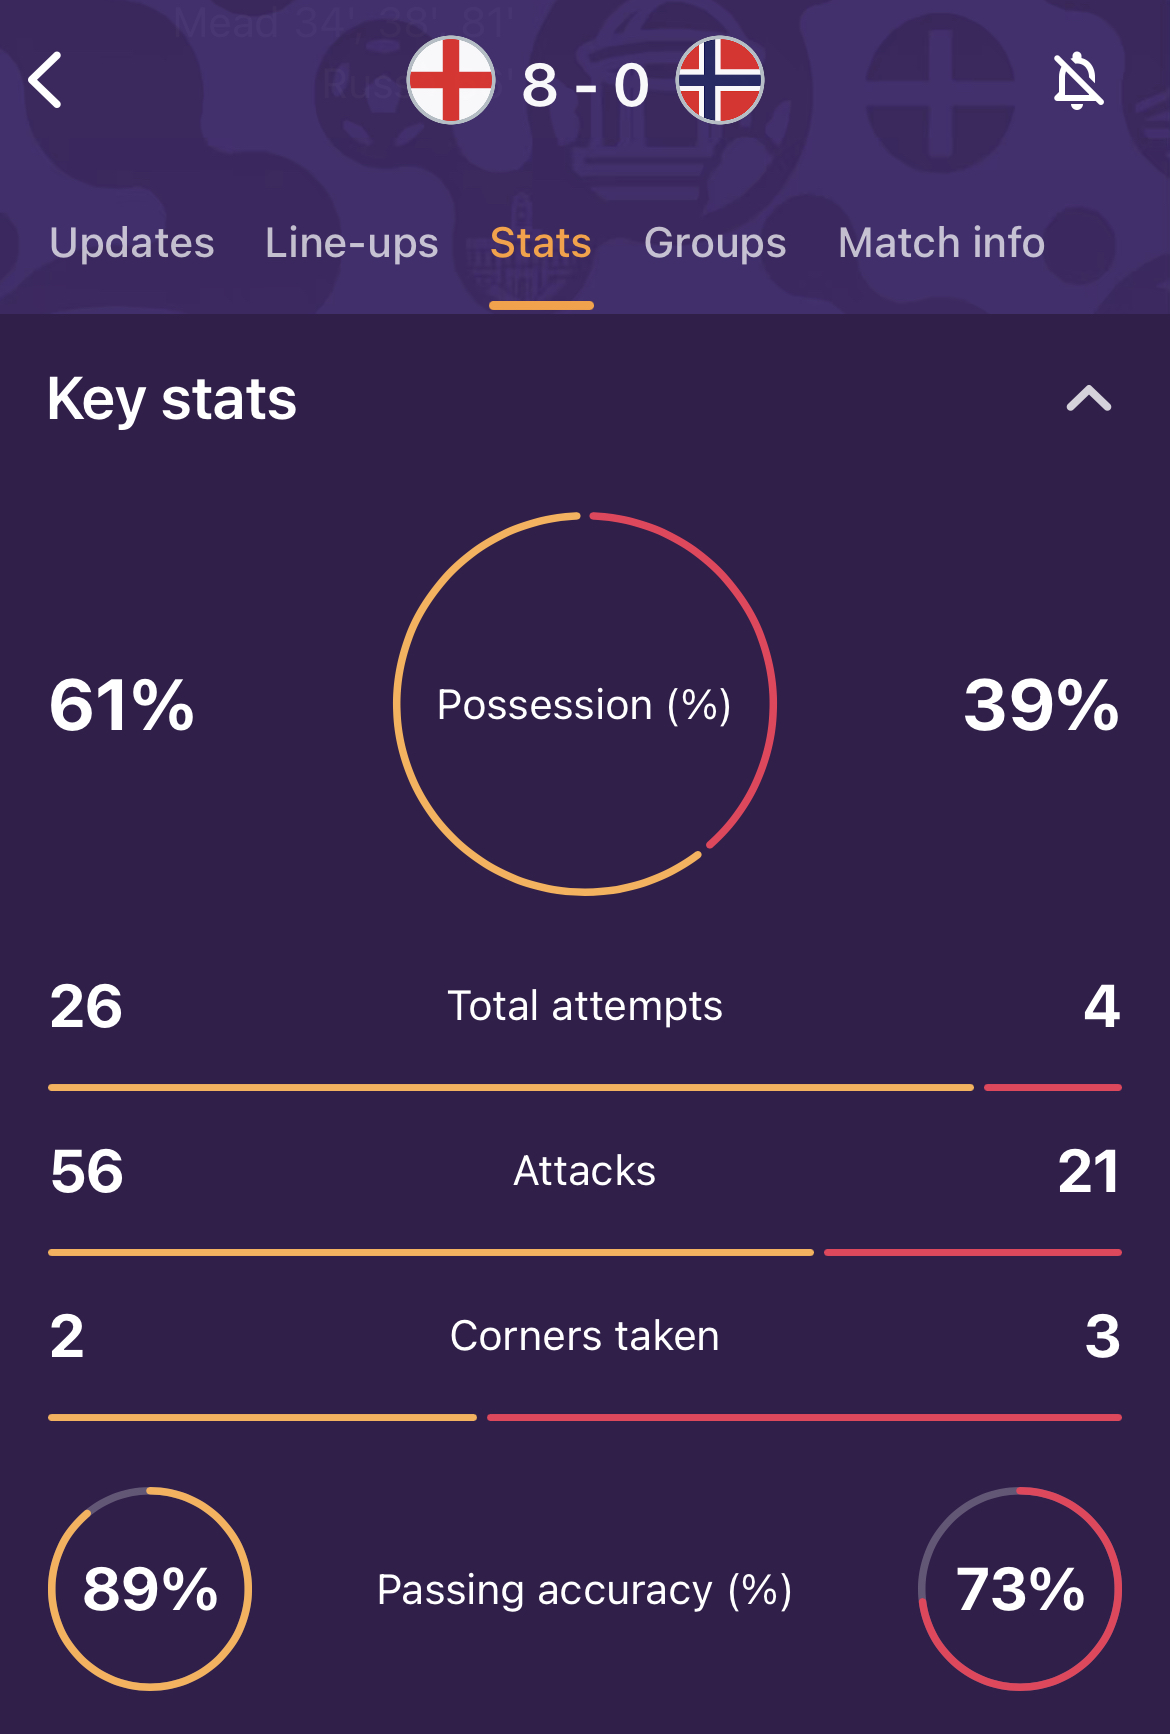 Mead 34', 38', 81'
8 - 0
Updates Line-ups Stats Groups Match info
Key stats
61% Possession (%) 39%
26 Total attempts 4
56 Attacks 21
2 Corners taken 3
89% Passing accuracy (%) 73%